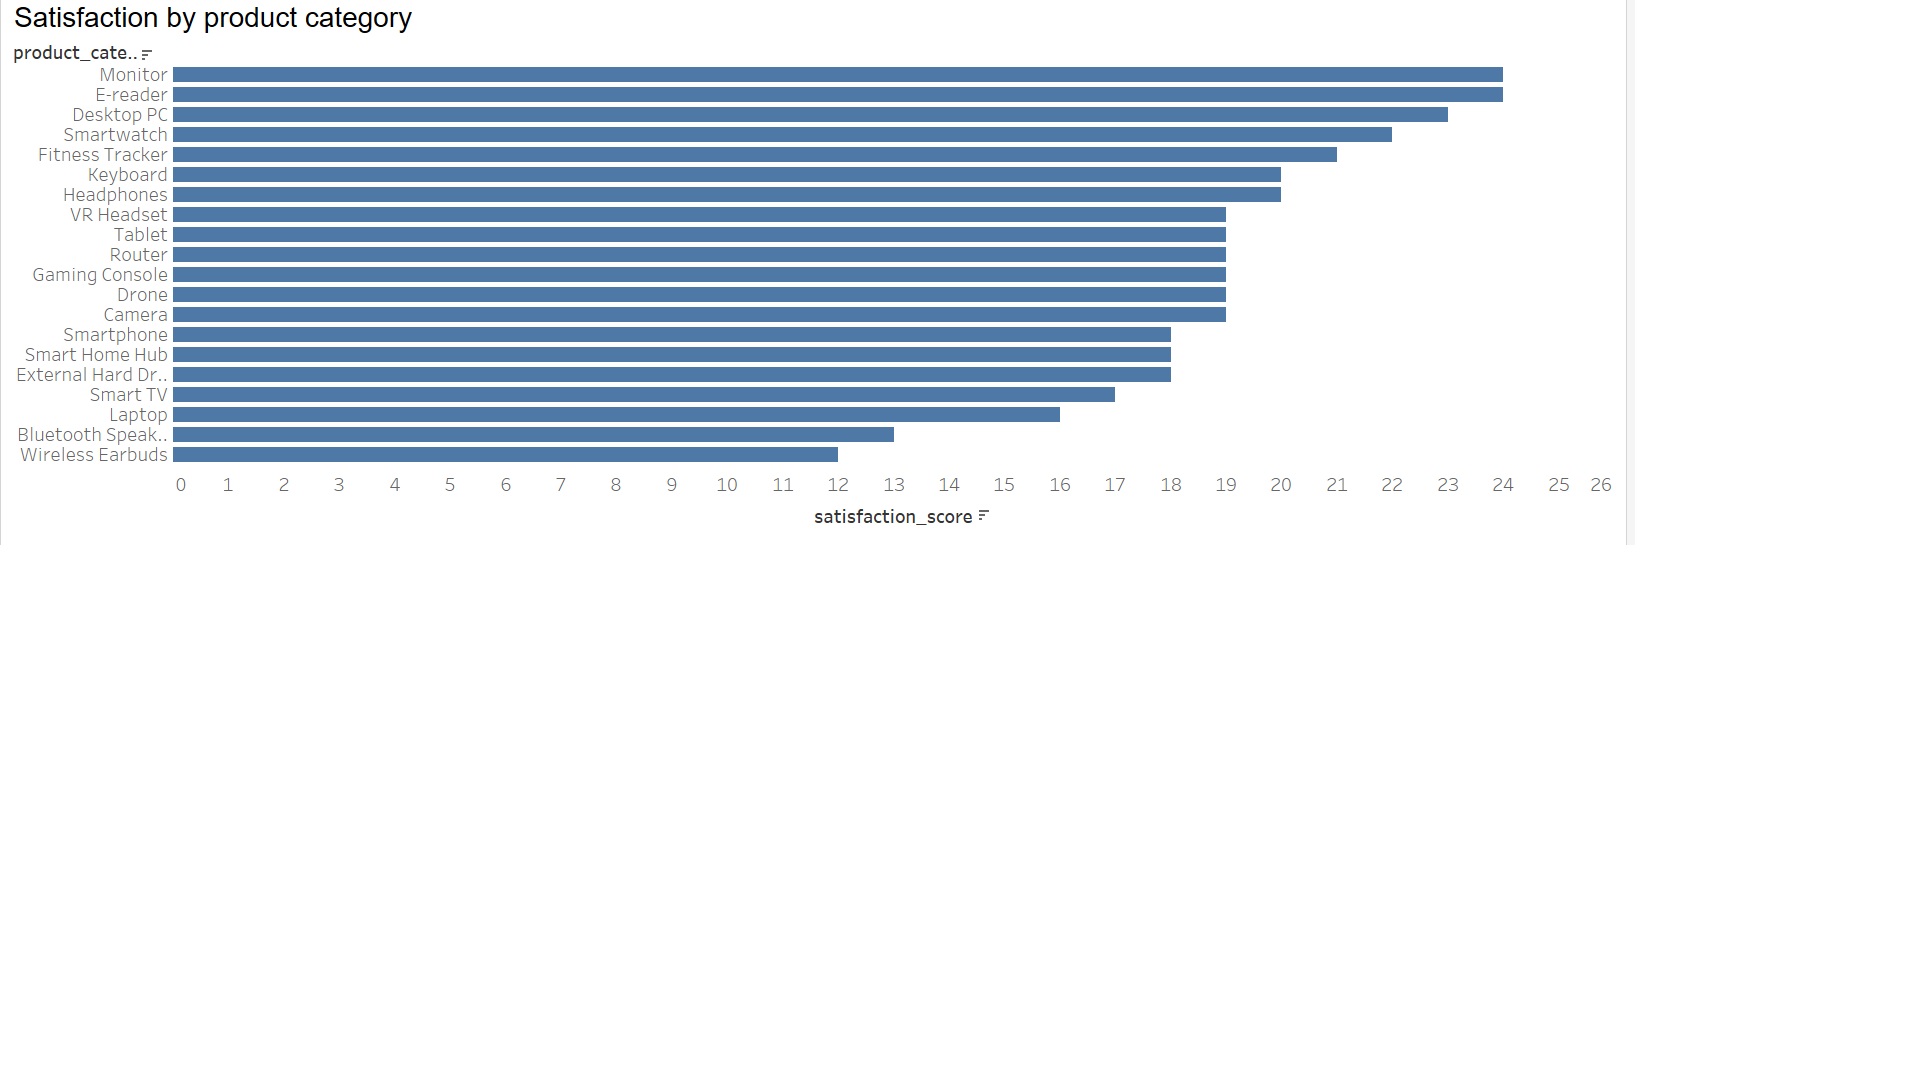 Satisfaction by product category
product_cate..
Monitor
E-reader
Desktop PC
Smartwatch
Fitness Tracker
Keyboard
Headphones
VR Headset
Tablet
Router
Gaming Console
Drone
Camera
Smartphone
Smart Home Hub
External Hard Dr..
Smart TV
Laptop
Bluetooth Speak..
Wireless Earbuds
0 1 2 3 4 5 6 7 8 9 10 11 12 13 14 15 16 17 18 19 20 21 22 23 24 25 26
satisfaction_score